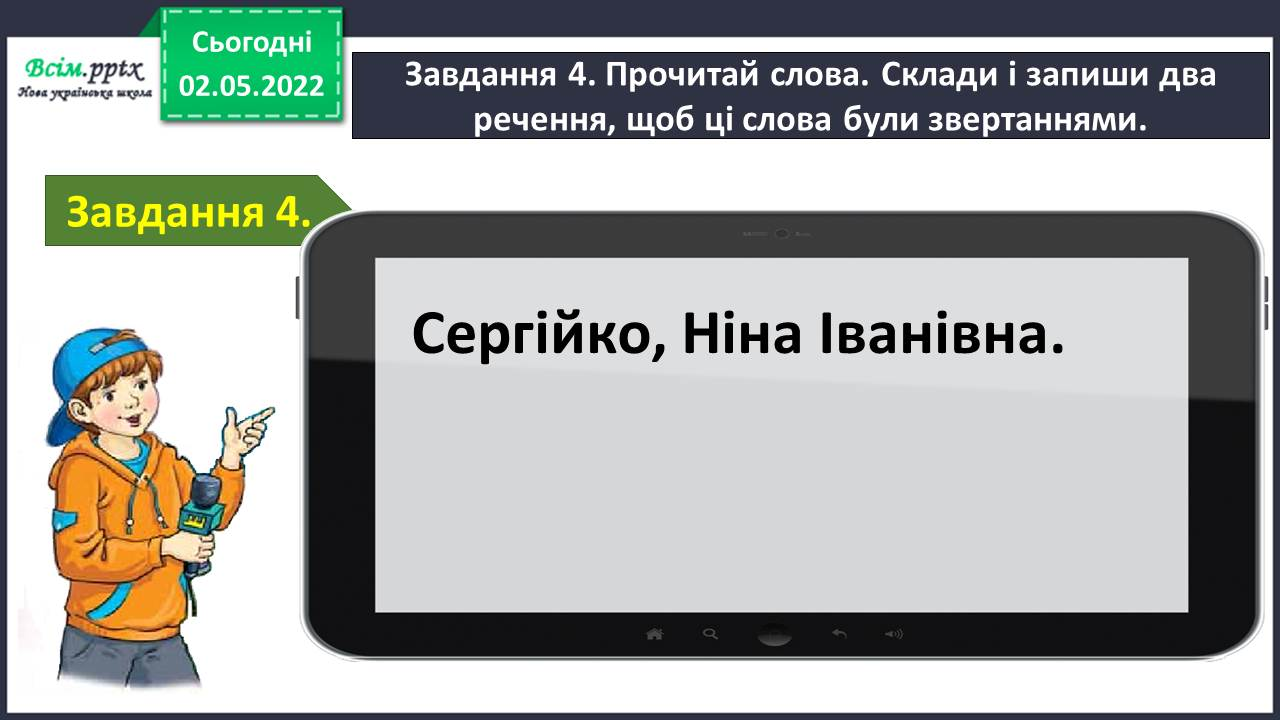 Всім.pptx
Нова українська школа
Сьогодні
02.05.2022
Завдання 4. Прочитай слова. Склади і запиши два
речення, щоб ці слова були звертаннями.
Завдання 4.
Сергійко, Ніна Іванівна.